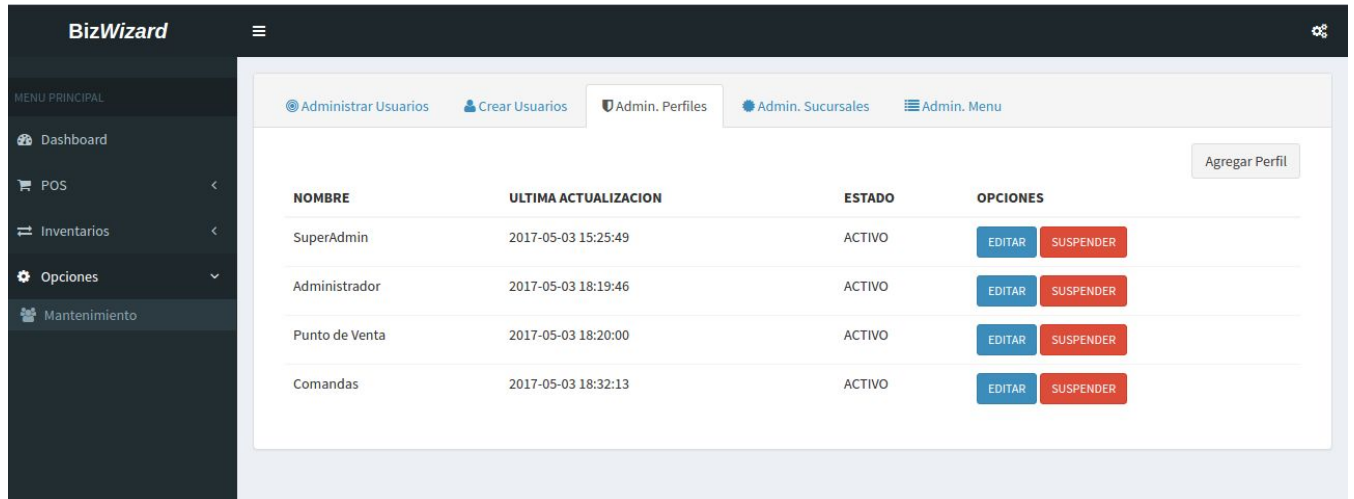 BizWizard
MENU PRINCIPAL
Dashboard
POS
Inventarios
Opciones
Mantenimiento
Administrar Usuarios Crear Usuarios Admin. Perfiles Admin. Sucursales Admin. Menu
Agregar Perfil
NOMBRE ULTIMA ACTUALIZACION ESTADO OPCIONES
SuperAdmin 2017-05-03 15:25:49 ACTIVO EDITAR SUSPENDER
Administrador 2017-05-03 18:19:46 ACTIVO EDITAR SUSPENDER
Punto de Venta 2017-05-03 18:20:00 ACTIVO EDITAR SUSPENDER
Comandas 2017-05-03 18:32:13 ACTIVO EDITAR SUSPENDER